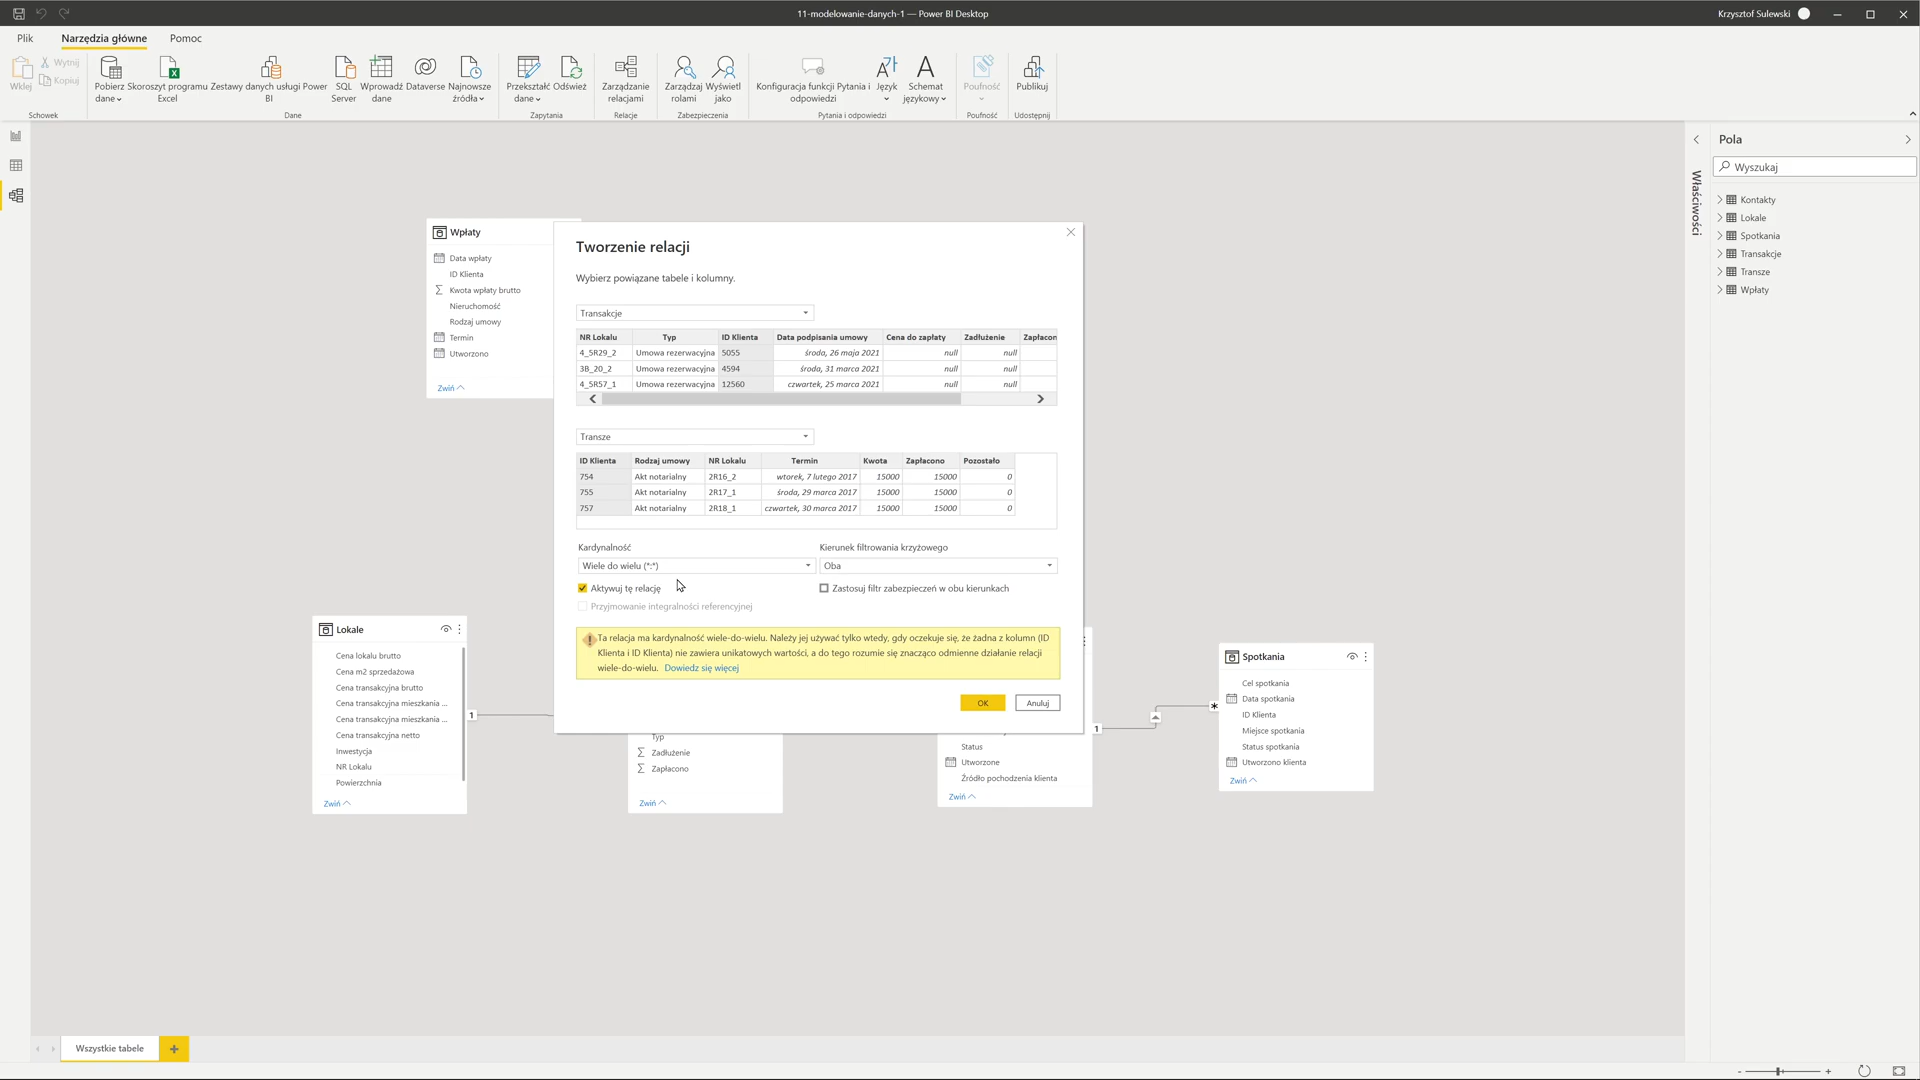 11-modelowanie-danych-1 — Power BI Desktop
Krzysztof Sulewski
Plik
Narzędzia główne
Pomoc
Wklej
Wytnij
Kopiuj
Schowek
Pobierz dane
Skoroszyt programu Excel
Zestawy danych usługi Power BI
SQL Server
Wprowadź dane
Dataverse
Najnowsze źródła
Dane
Przekształć dane
Odśwież
Zapytania
Zarządzanie relacjami
Relacje
Zarządzaj rolami
Wyświetl jako
Zabezpieczenia
Konfiguracja funkcji Pytania i odpowiedzi
Język
Schemat językowy
Pytania i odpowiedzi
Poufność
Poufność
Publikuj
Udostępnij
Wpłaty
Data wpłaty
ID Klienta
Kwota wpłaty brutto
Nieruchomość
Rodzaj umowy
Termin
Utworzono
Zwiń
Tworzenie relacji
Wybierz powiązane tabele i kolumny.
Transakcje
NR Lokalu Typ ID Klienta Data podpisania umowy Cena do zapłaty Zadłużenie Zapłacon
4_5R29_2 Umowa rezerwacyjna 5055 środa, 26 maja 2021 null null
3B_20_2 Umowa rezerwacyjna 4594 środa, 31 marca 2021 null null
4_5R57_1 Umowa rezerwacyjna 12560 czwartek, 25 marca 2021 null null
Transze
ID Klienta Rodzaj umowy NR Lokalu Termin Kwota Zapłacono Pozostało
754 Akt notarialny 2R16_2 wtorek, 7 lutego 2017 15000 15000 0
755 Akt notarialny 2R17_1 środa, 29 marca 2017 15000 15000 0
757 Akt notarialny 2R18_1 czwartek, 30 marca 2017 15000 15000 0
Kardynalność
Kierunek filtrowania krzyżowego
Wiele do wielu (*:*)
Oba
Aktywuj tę relację
Zastosuj filtr zabezpieczeń w obu kierunkach
Przyjmowanie integralności referencyjnej
Ta relacja ma kardynalność wiele-do-wielu. Należy jej używać tylko wtedy, gdy oczekuje się, że żadna z kolumn (ID
Klienta i ID Klienta) nie zawiera unikatowych wartości, a do tego rozumie się znacząco odmienne działanie relacji
wiele-do-wielu. Dowiedz się więcej
OK
Anuluj
Lokale
Cena lokalu brutto
Cena m2 sprzedażowa
Cena transakcyjna brutto
Cena transakcyjna mieszkania ...
Cena transakcyjna mieszkania ...
Cena transakcyjna netto
Inwestycja
NR Lokalu
Powierzchnia
Zwiń
1
Typ
Zadłużenie
Zapłacono
Zwiń
Status
Utworzone
Źródło pochodzenia klienta
Zwiń
1
*
Spotkania
Cel spotkania
Data spotkania
ID Klienta
Miejsce spotkania
Status spotkania
Utworzono klienta
Zwiń
Właściwości
Pola
Wyszukaj
Kontakty
Lokale
Spotkania
Transakcje
Transze
Wpłaty
Wszystkie tabele
+
- +